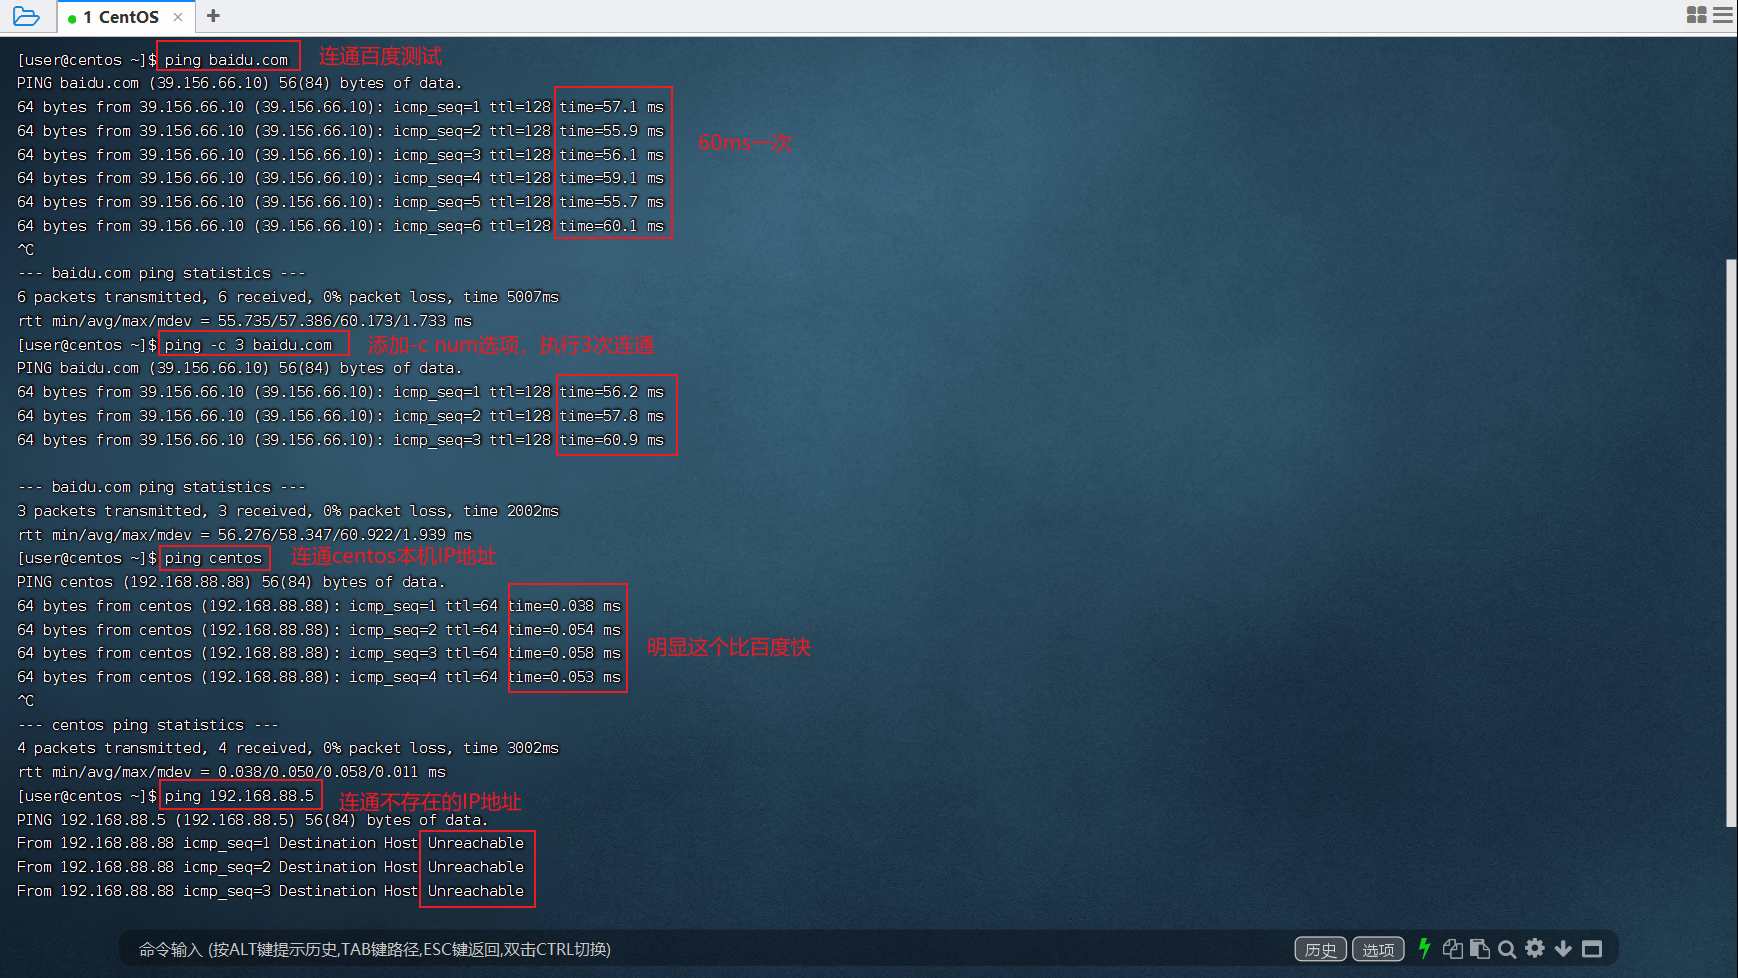 1 CentOS × +
[user@centos ~]$ ping baidu.com 连通百度测试
PING baidu.com (39.156.66.10) 56(84) bytes of data.
64 bytes from 39.156.66.10 (39.156.66.10): icmp_seq=1 ttl=128 time=57.1 ms
64 bytes from 39.156.66.10 (39.156.66.10): icmp_seq=2 ttl=128 time=55.9 ms
60ms一次
64 bytes from 39.156.66.10 (39.156.66.10): icmp_seq=3 ttl=128 time=56.1 ms
64 bytes from 39.156.66.10 (39.156.66.10): icmp_seq=4 ttl=128 time=59.1 ms
64 bytes from 39.156.66.10 (39.156.66.10): icmp_seq=5 ttl=128 time=55.7 ms
64 bytes from 39.156.66.10 (39.156.66.10): icmp_seq=6 ttl=128 time=60.1 ms
^C
--- baidu.com ping statistics ---
6 packets transmitted, 6 received, 0% packet loss, time 5007ms
rtt min/avg/max/mdev = 55.735/57.386/60.173/1.733 ms
[user@centos ~]$ ping -c 3 baidu.com 添加-c num选项，执行3次连通
PING baidu.com (39.156.66.10) 56(84) bytes of data.
64 bytes from 39.156.66.10 (39.156.66.10): icmp_seq=1 ttl=128 time=56.2 ms
64 bytes from 39.156.66.10 (39.156.66.10): icmp_seq=2 ttl=128 time=57.8 ms
64 bytes from 39.156.66.10 (39.156.66.10): icmp_seq=3 ttl=128 time=60.9 ms
--- baidu.com ping statistics ---
3 packets transmitted, 3 received, 0% packet loss, time 2002ms
rtt min/avg/max/mdev = 56.276/58.347/60.922/1.939 ms
[user@centos ~]$ ping centos 连通centos本机IP地址
PING centos (192.168.88.88) 56(84) bytes of data.
64 bytes from centos (192.168.88.88): icmp_seq=1 ttl=64 time=0.038 ms
64 bytes from centos (192.168.88.88): icmp_seq=2 ttl=64 time=0.054 ms
64 bytes from centos (192.168.88.88): icmp_seq=3 ttl=64 time=0.058 ms
明显这个比百度快
64 bytes from centos (192.168.88.88): icmp_seq=4 ttl=64 time=0.053 ms
^C
--- centos ping statistics ---
4 packets transmitted, 4 received, 0% packet loss, time 3002ms
rtt min/avg/max/mdev = 0.038/0.050/0.058/0.011 ms
[user@centos ~]$ ping 192.168.88.5 连通不存在的IP地址
PING 192.168.88.5 (192.168.88.5) 56(84) bytes of data.
From 192.168.88.88 icmp_seq=1 Destination Host Unreachable
From 192.168.88.88 icmp_seq=2 Destination Host Unreachable
From 192.168.88.88 icmp_seq=3 Destination Host Unreachable
命令输入 (按ALT键提示历史,TAB键路径,ESC键返回,双击CTRL切换) 历史 选项